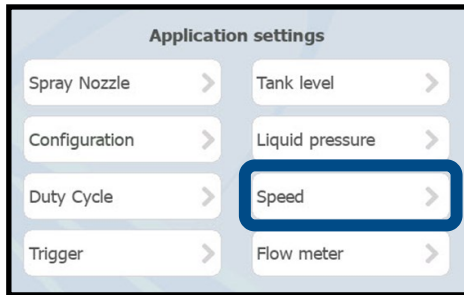 Application settings
Spray Nozzle
Tank level
Configuration
Liquid pressure
Duty Cycle
Speed
Trigger
Flow meter